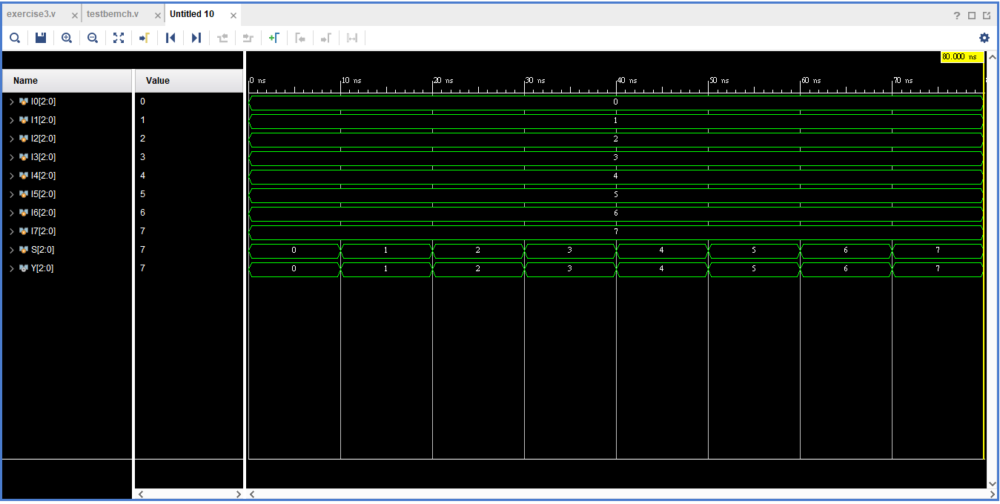 exercise3.v × testbemch.v × Untitled 10 ×
?
80.000 ns
Name Value
0 ns 10 ns 20 ns 30 ns 40 ns 50 ns 60 ns 70 ns
I0[2:0] 0 0
I1[2:0] 1 1
I2[2:0] 2 2
I3[2:0] 3 3
I4[2:0] 4 4
I5[2:0] 5 5
I6[2:0] 6 6
I7[2:0] 7 7
S[2:0] 7 0 1 2 3 4 5 6 7
Y[2:0] 7 0 1 2 3 4 5 6 7